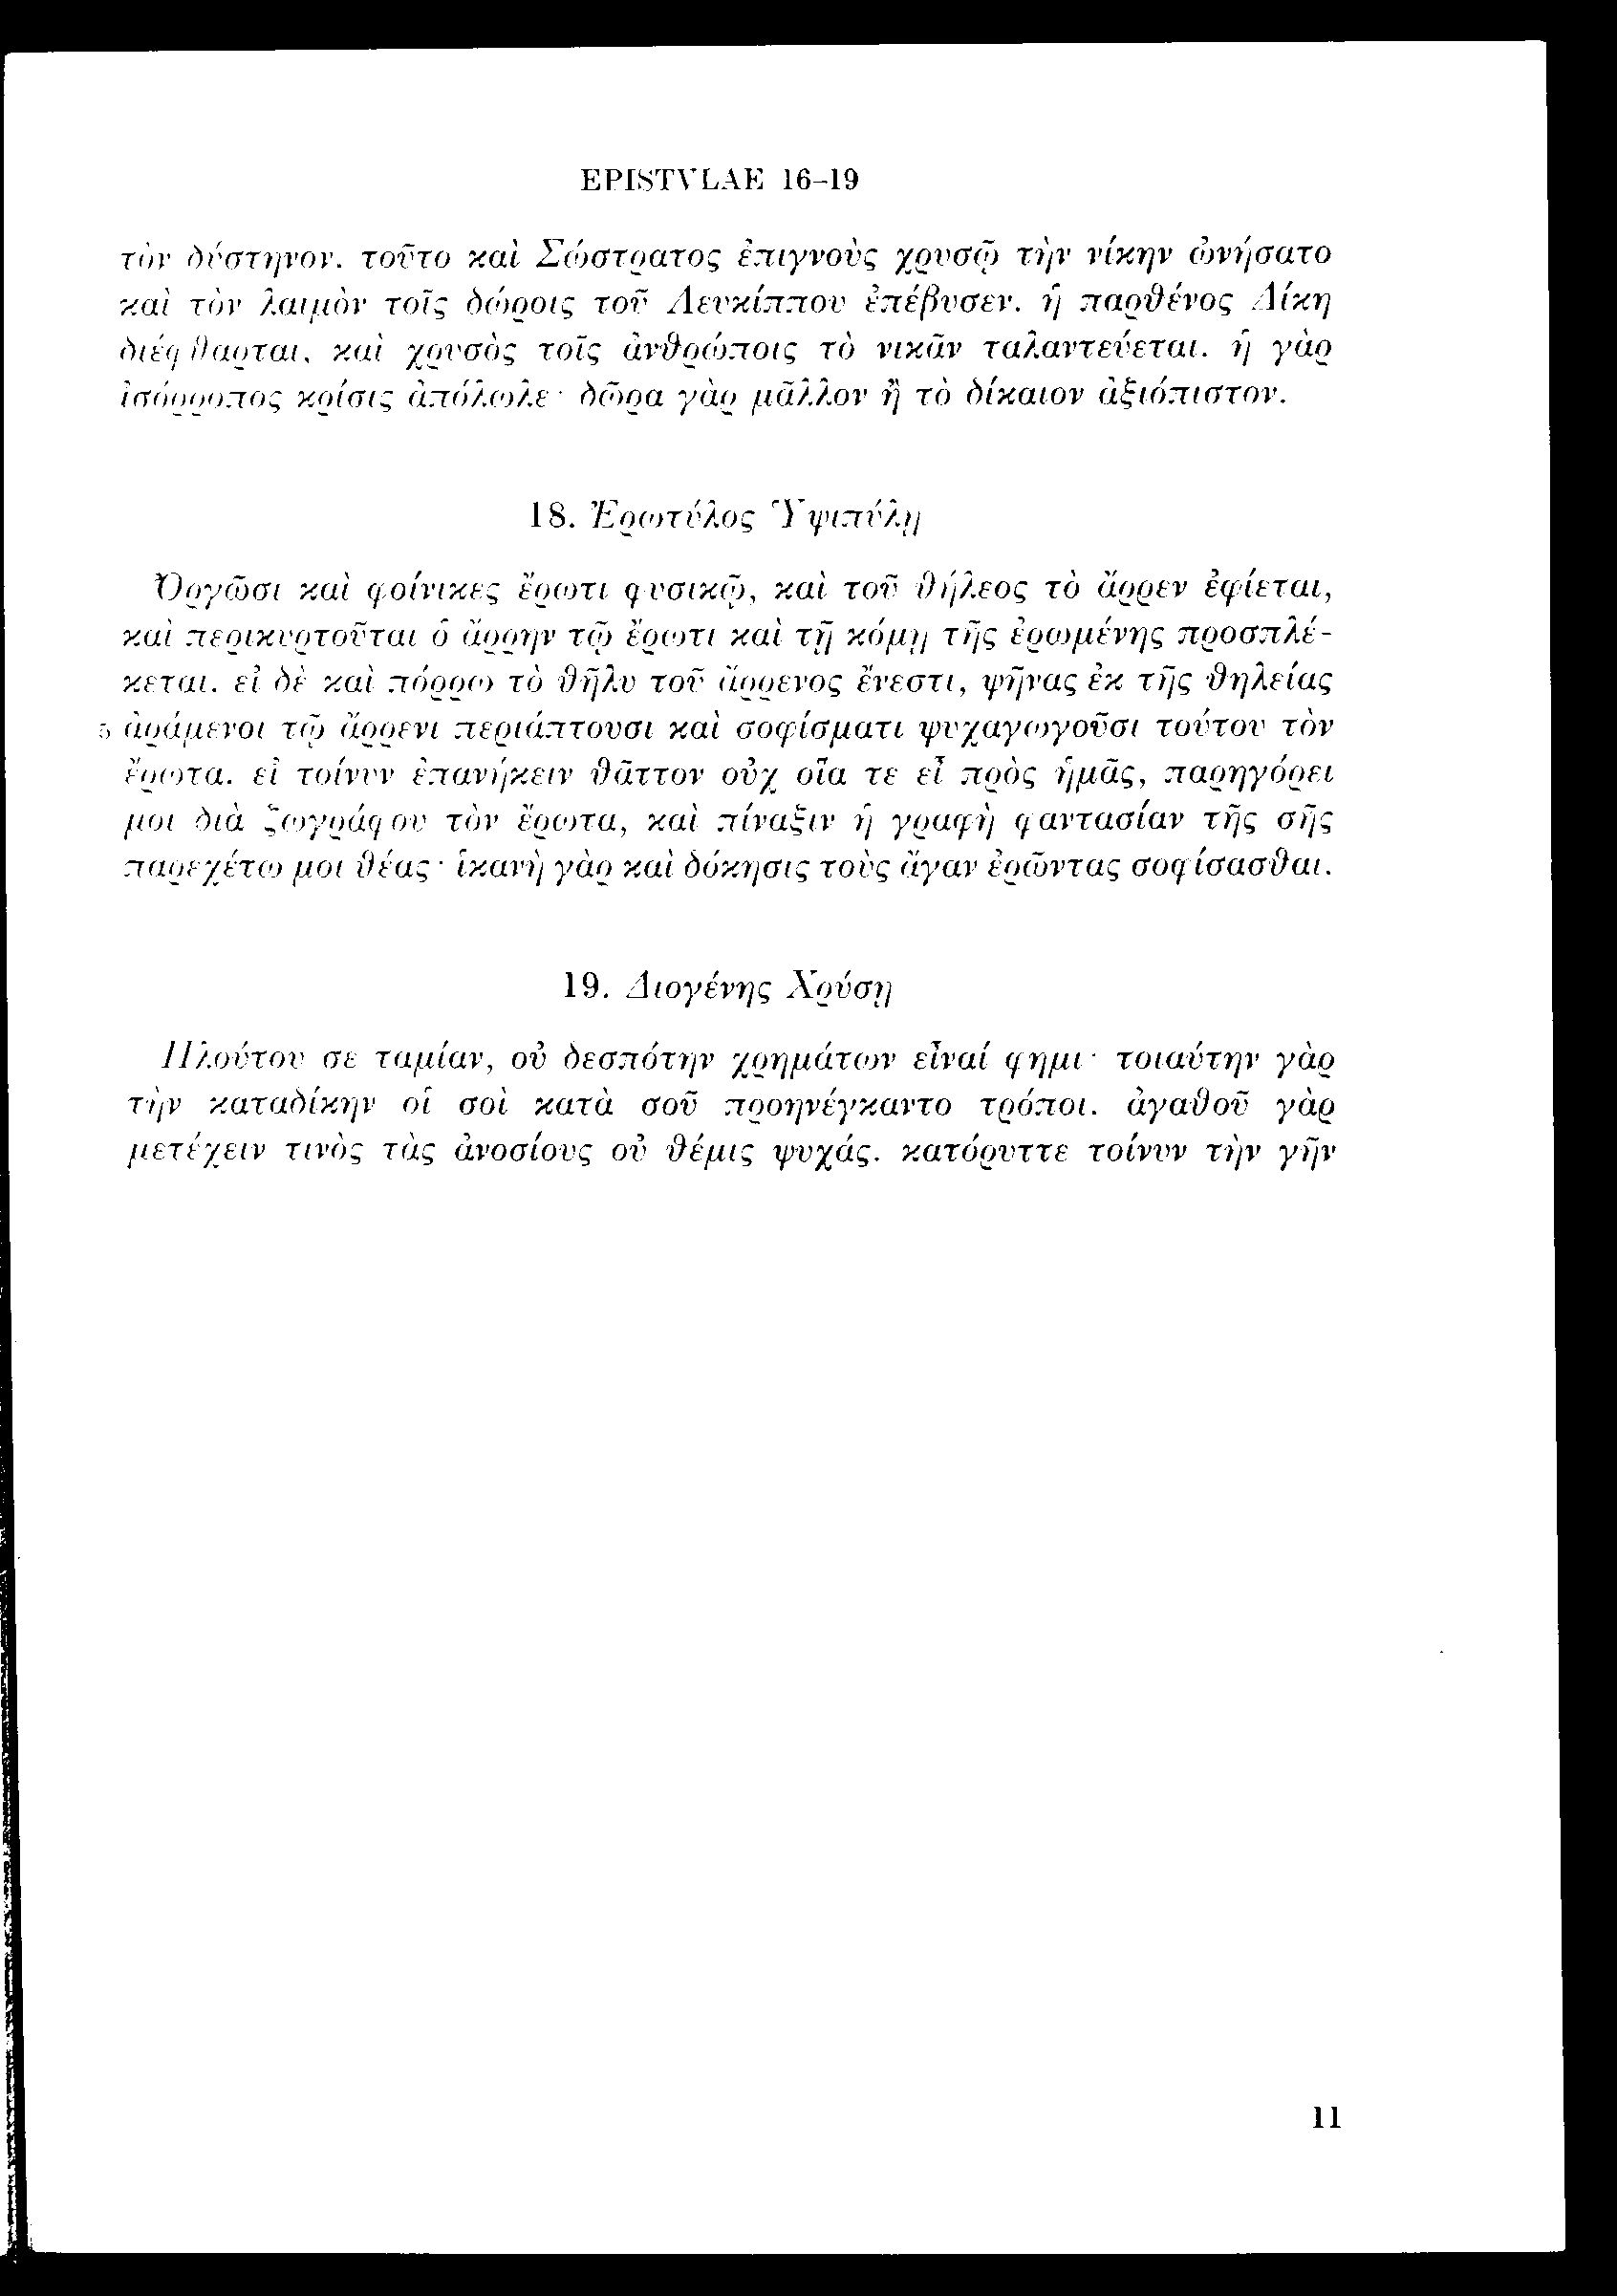 EPISTVLAE 16-19
τὸν δύστηνον. τοῦτο καὶ Σώστρατος ἐπιγνοὺς χρυσῷ τὴν νίκην ὠνήσατο
καὶ τὸν λαιμὸν τοῖς δώροις τοῦ Λευκίππου ἐπέβυσεν. ἡ παρθένος Δίκη
διέφθαρται, καὶ χρυσὸς τοῖς ἀνθρώποις τὸ νικᾶν ταλαντεύεται. ἡ γὰρ
ἰσόρροπος κρίσις ἀπόλωλε· δῶρα γὰρ μᾶλλον ἢ τὸ δίκαιον ἀξιόπιστον.
18. Ἐρωτύλος Ὑψιπύλῃ
Ὀργῶσι καὶ φοίνικες ἔρωτι φυσικῷ, καὶ τοῦ θήλεος τὸ ἄρρεν ἐφίεται,
καὶ περικυρτοῦται ὁ ἄρρην τῷ ἔρωτι καὶ τῇ κόμῃ τῆς ἐρωμένης προσπλέ-
κεται. εἰ δὲ καὶ πόρρω τὸ θῆλυ τοῦ ἄρρενος ἔνεστι, ψῆνας ἐκ τῆς θηλείας
5 ἀράμενοι τῷ ἄρρενι περιάπτουσι καὶ σοφίσματι ψυχαγωγοῦσι τούτου τὸν
ἔρωτα. εἰ τοίνυν ἐπανήκειν θᾶττον οὐχ οἵα τε εἶ πρὸς ἡμᾶς, παρηγόρει
μοι διὰ ζωγράφου τὸν ἔρωτα, καὶ πίναξιν ἡ γραφὴ φαντασίαν τῆς σῆς
παρεχέτω μοι θέας· ἱκανὴ γὰρ καὶ δόκησις τοὺς ἄγαν ἐρῶντας σοφίσασθαι.
19. Διογένης Χρύσῃ
Πλούτου σε ταμίαν, οὐ δεσπότην χρημάτων εἶναί φημι· τοιαύτην γὰρ
τὴν καταδίκην οἱ σοὶ κατὰ σοῦ προηνέγκαντο τρόποι. ἀγαθοῦ γὰρ
μετέχειν τινὸς τὰς ἀνοσίους οὐ θέμις ψυχάς. κατόρυττε τοίνυν τὴν γῆν
11